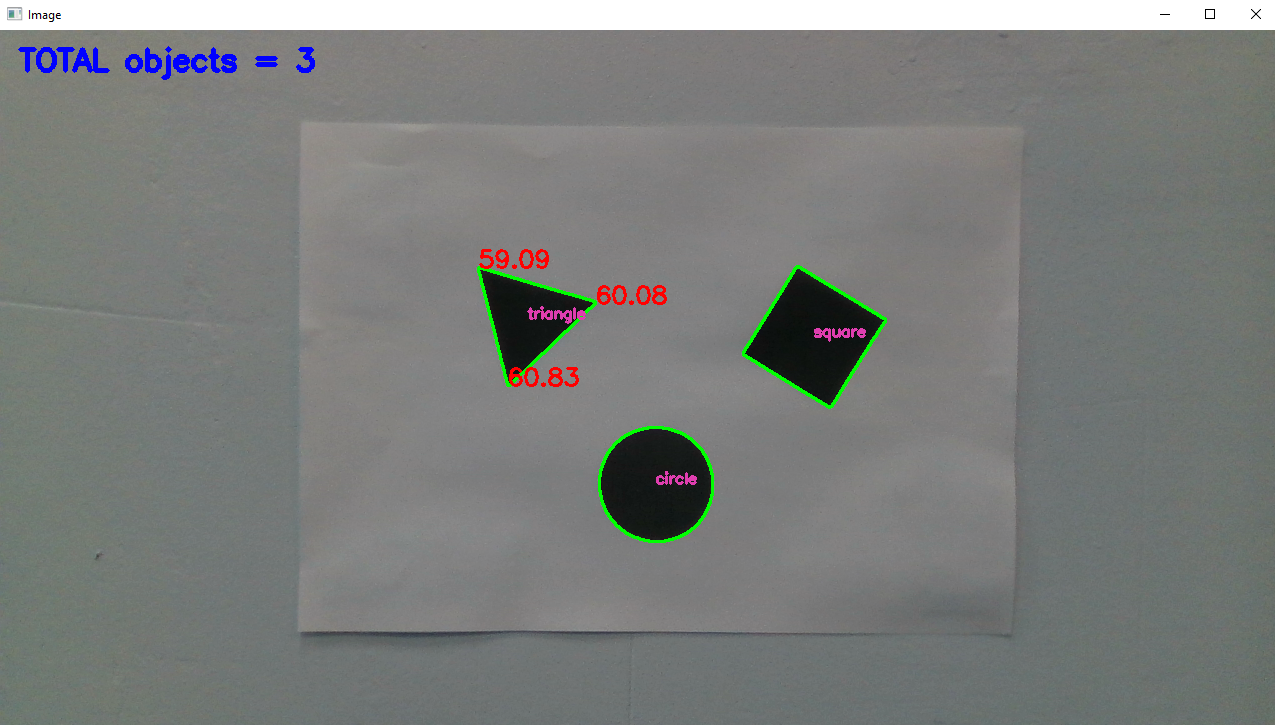 Image
TOTAL objects = 3
59.09
60.08
triangle
square
60.83
circle